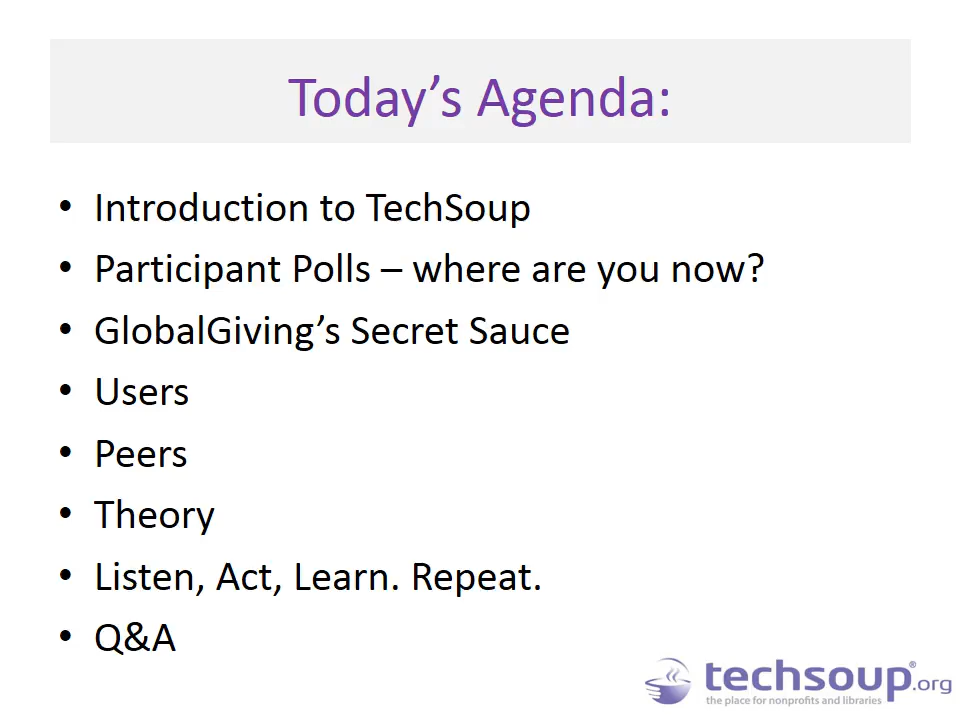 Today’s Agenda:
• Introduction to TechSoup
• Participant Polls – where are you now?
• GlobalGiving’s Secret Sauce
• Users
• Peers
• Theory
• Listen, Act, Learn. Repeat.
• Q&A
techsoup®.org
the place for nonprofits and libraries